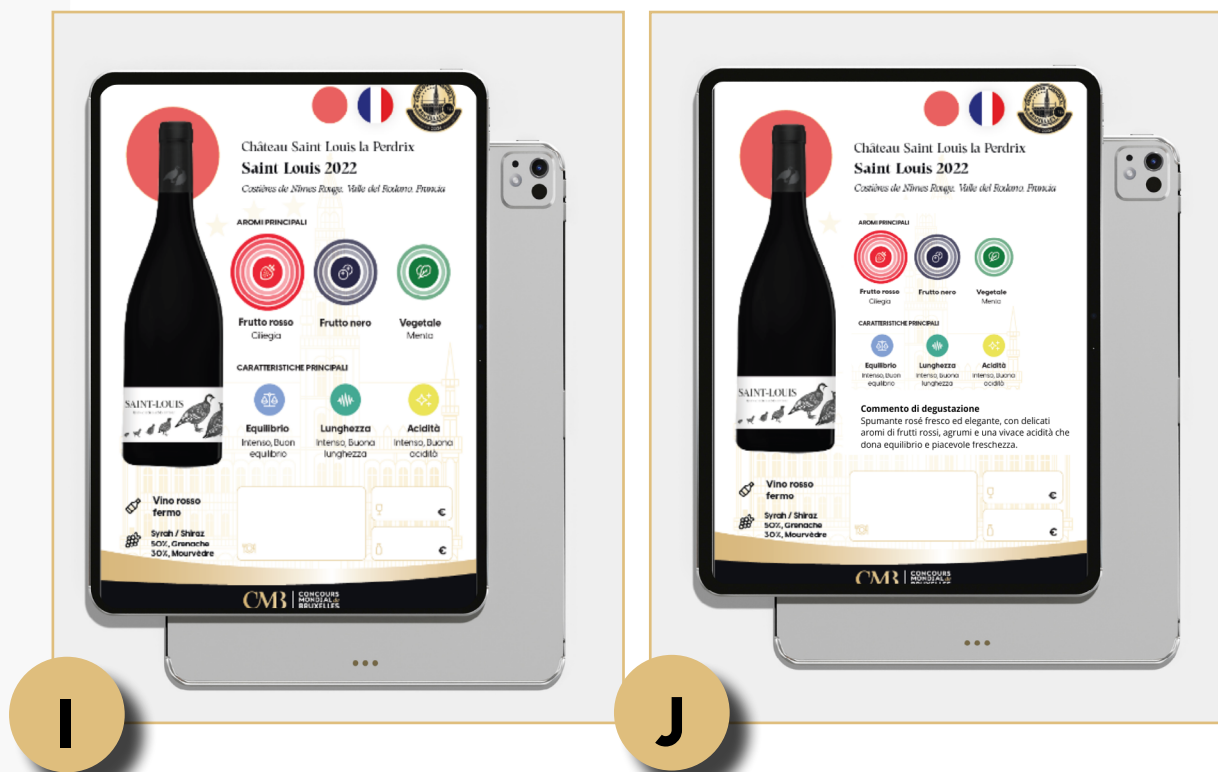 Château Saint Louis la Perdrix
Saint Louis 2022
Costières de Nîmes Rouge. Valle del Rodano. Francia
AROMI PRINCIPALI
Frutto rosso
Ciliegia
Frutto nero
Vegetale
Menta
CARATTERISTICHE PRINCIPALI
Equilibrio
Intenso, Buon
equilibrio
Lunghezza
Intenso, Buona
lunghezza
Acidità
Intenso, Buona
acidità
SAINT-LOUIS
Vino rosso
fermo
Syrah / Shiraz
50%, Grenache
30%, Mourvèdre
€
€
CMB
CONCOURS
MONDIAL de
BRUXELLES
I
Château Saint Louis la Perdrix
Saint Louis 2022
Costières de Nîmes Rouge. Valle del Rodano. Francia
AROMI PRINCIPALI
Frutto rosso
Ciliegia
Frutto nero
Vegetale
Menta
CARATTERISTICHE PRINCIPALI
Equilibrio
Intenso, Buon
equilibrio
Lunghezza
Intenso, Buona
lunghezza
Acidità
Intenso, Buona
acidità
Commento di degustazione
Spumante rosé fresco ed elegante, con delicati
aromi di frutti rossi, agrumi e una vivace acidità che
dona equilibrio e piacevole freschezza.
SAINT-LOUIS
Vino rosso
fermo
Syrah / Shiraz
50%, Grenache
30%, Mourvèdre
€
€
CMB
CONCOURS
MONDIAL de
BRUXELLES
J